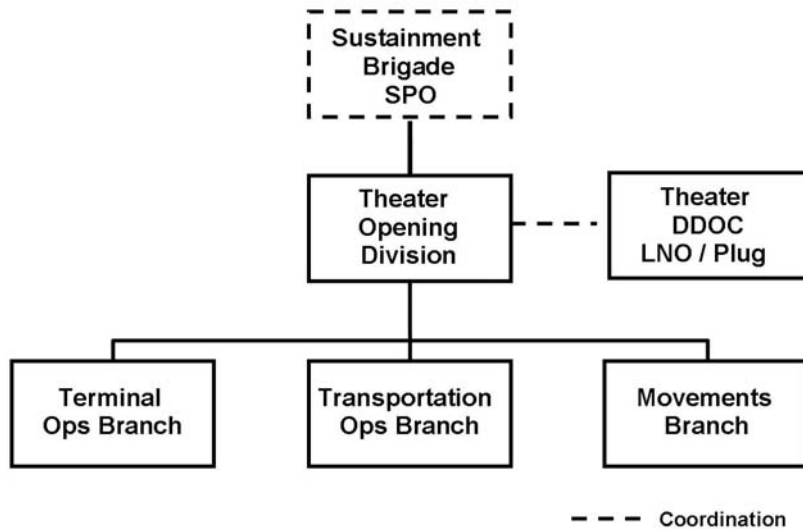 Sustainment
Brigade
SPO
Theater
Opening
Division
Theater
DDOC
LNO / Plug
Terminal
Ops Branch
Transportation
Ops Branch
Movements
Branch
Coordination